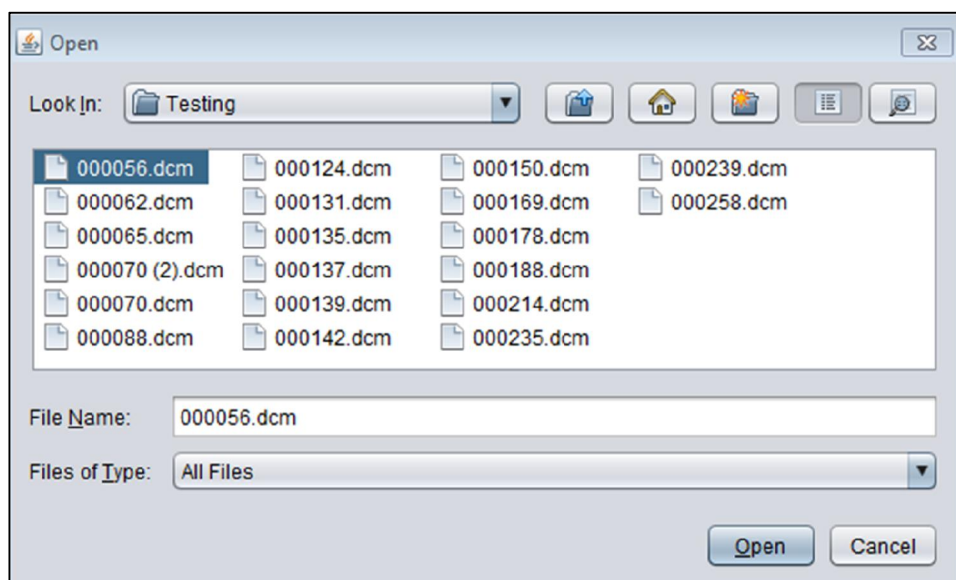 Open
Look In: Testing
000056.dcm 000124.dcm 000150.dcm 000239.dcm
000062.dcm 000131.dcm 000169.dcm 000258.dcm
000065.dcm 000135.dcm 000178.dcm
000070 (2).dcm 000137.dcm 000188.dcm
000070.dcm 000139.dcm 000214.dcm
000088.dcm 000142.dcm 000235.dcm
File Name: 000056.dcm
Files of Type: All Files
Open Cancel